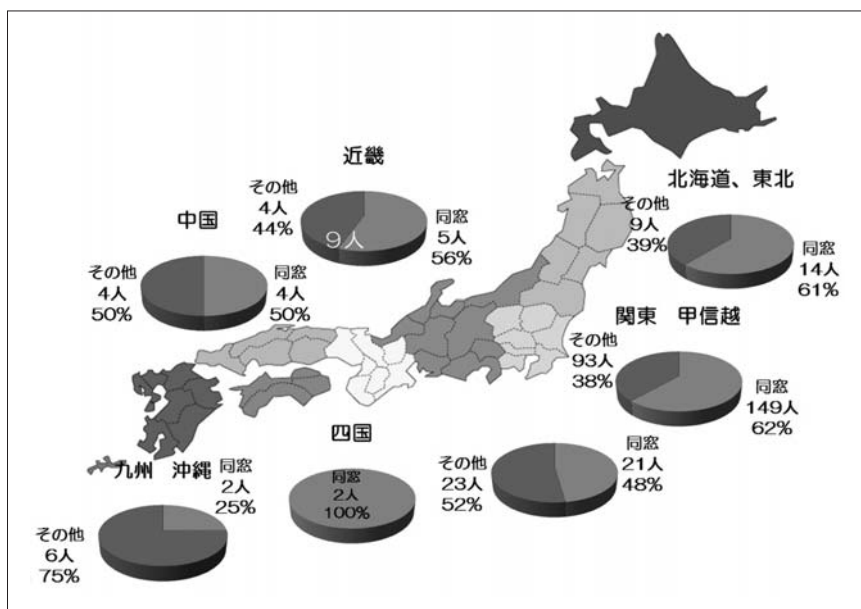 近畿
その他
4人
44%
9人
同窓
5人
56%
北海道、東北
その他
9人
39%
同窓
14人
61%
中国
その他
4人
50%
同窓
4人
50%
関東　甲信越
その他
93人
38%
同窓
149人
62%
四国
同窓
2人
100%
その他
23人
52%
同窓
21人
48%
九州　沖縄
同窓
2人
25%
その他
6人
75%